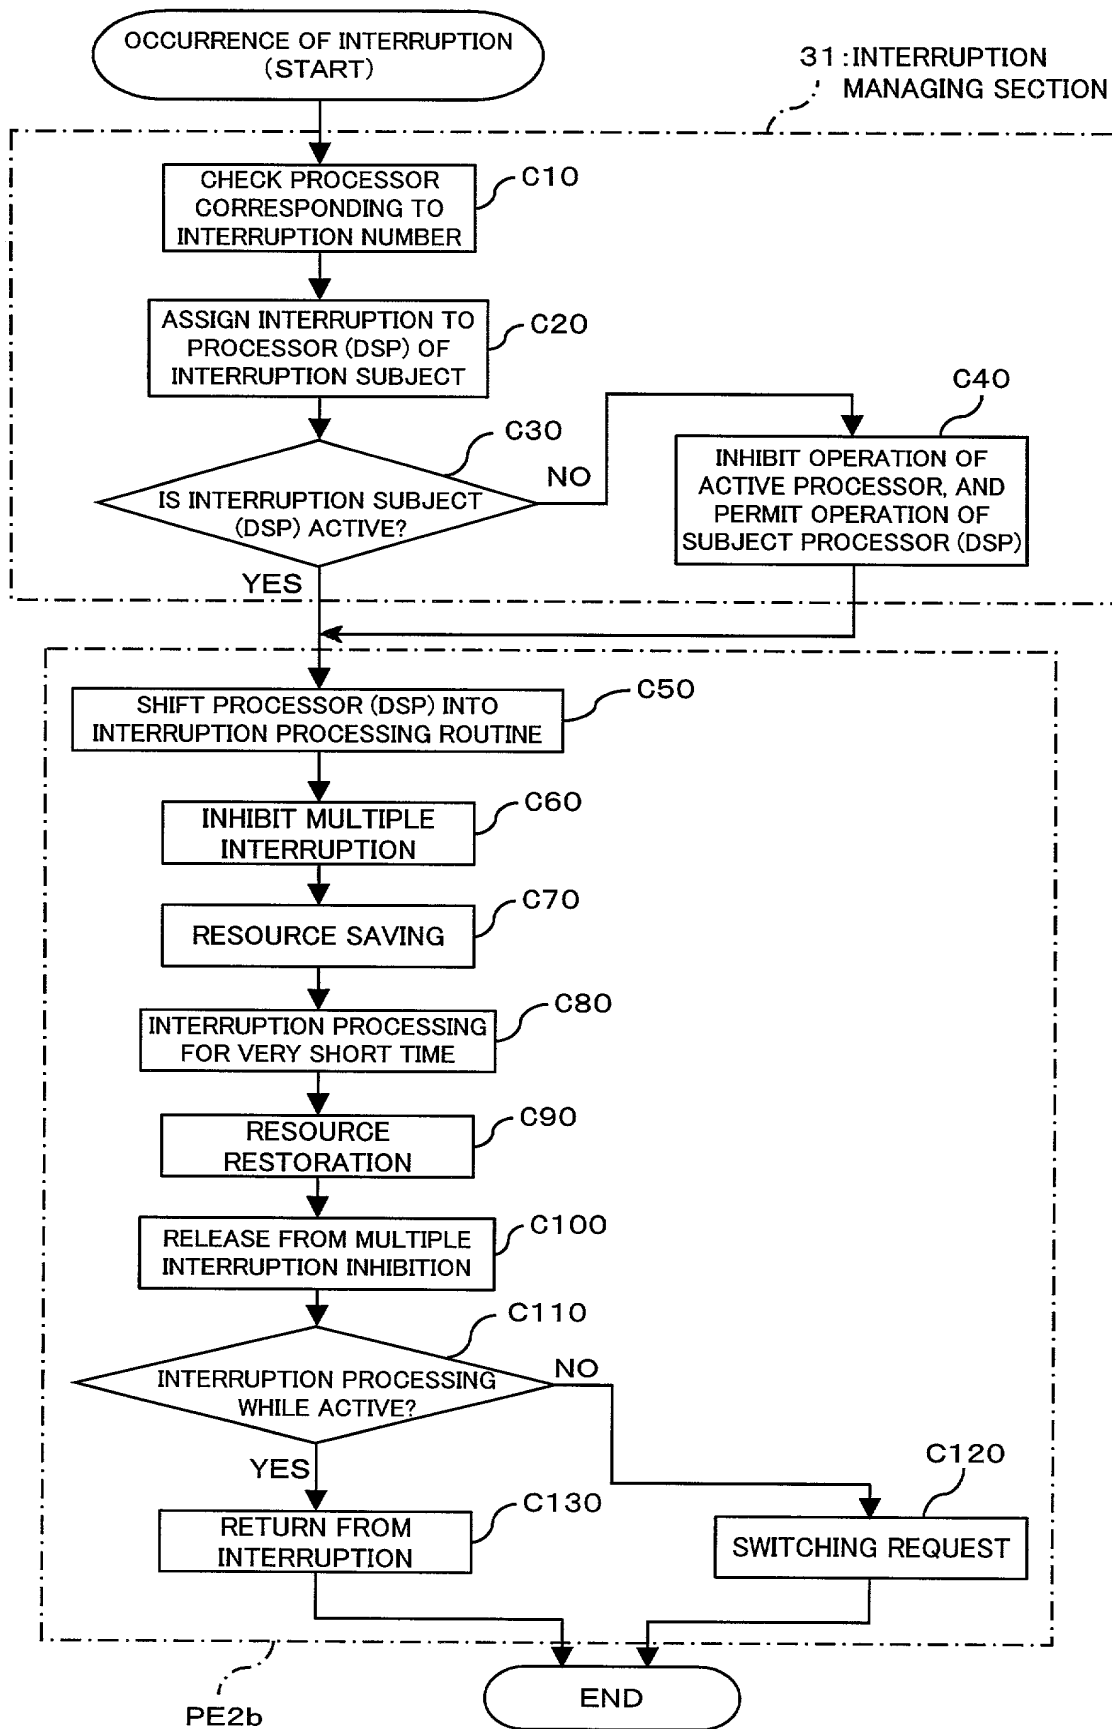 OCCURRENCE OF INTERRUPTION
(START)
31:INTERRUPTION
MANAGING SECTION
CHECK PROCESSOR
CORRESPONDING TO
INTERRUPTION NUMBER
C10
ASSIGN INTERRUPTION TO
PROCESSOR (DSP) OF
INTERRUPTION SUBJECT
C20
C30
IS INTERRUPTION SUBJECT
(DSP) ACTIVE?
NO
YES
C40
INHIBIT OPERATION OF
ACTIVE PROCESSOR, AND
PERMIT OPERATION OF
SUBJECT PROCESSOR (DSP)
SHIFT PROCESSOR (DSP) INTO
INTERRUPTION PROCESSING ROUTINE
C50
INHIBIT MULTIPLE
INTERRUPTION
C60
RESOURCE SAVING
C70
INTERRUPTION PROCESSING
FOR VERY SHORT TIME
C80
RESOURCE
RESTORATION
C90
RELEASE FROM MULTIPLE
INTERRUPTION INHIBITION
C100
C110
INTERRUPTION PROCESSING
WHILE ACTIVE?
NO
YES
RETURN FROM
INTERRUPTION
C130
C120
SWITCHING REQUEST
PE2b
END